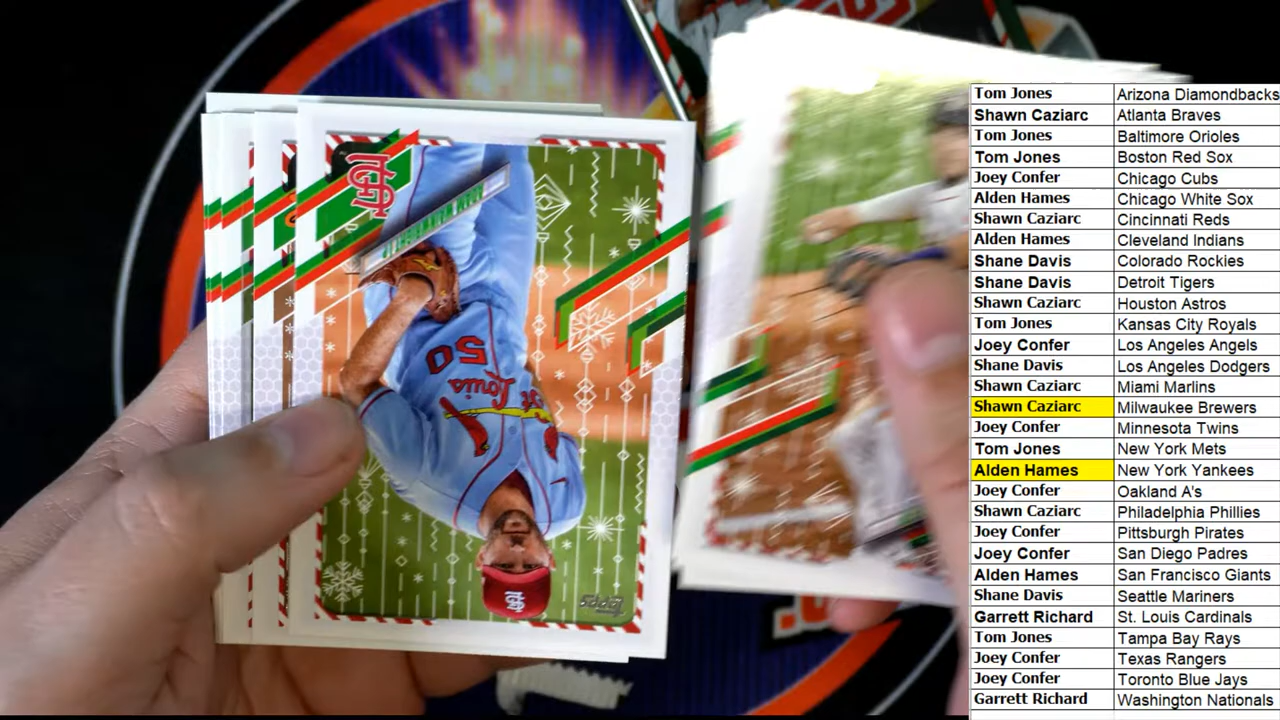 Tom Jones Arizona Diamondbacks
Shawn Caziarc Atlanta Braves
Tom Jones Baltimore Orioles
Tom Jones Boston Red Sox
Joey Confer Chicago Cubs
Alden Hames Chicago White Sox
Shawn Caziarc Cincinnati Reds
Alden Hames Cleveland Indians
Shane Davis Colorado Rockies
Shane Davis Detroit Tigers
Shawn Caziarc Houston Astros
Tom Jones Kansas City Royals
Joey Confer Los Angeles Angels
Shane Davis Los Angeles Dodgers
Shawn Caziarc Miami Marlins
Shawn Caziarc Milwaukee Brewers
Joey Confer Minnesota Twins
Tom Jones New York Mets
Alden Hames New York Yankees
Joey Confer Oakland A's
Shawn Caziarc Philadelphia Phillies
Joey Confer Pittsburgh Pirates
Joey Confer San Diego Padres
Alden Hames San Francisco Giants
Shane Davis Seattle Mariners
Garrett Richard St. Louis Cardinals
Tom Jones Tampa Bay Rays
Joey Confer Texas Rangers
Joey Confer Toronto Blue Jays
Garrett Richard Washington Nationals
STL
ADAM WAINWRIGHT
50
St Louis
STL
Topps